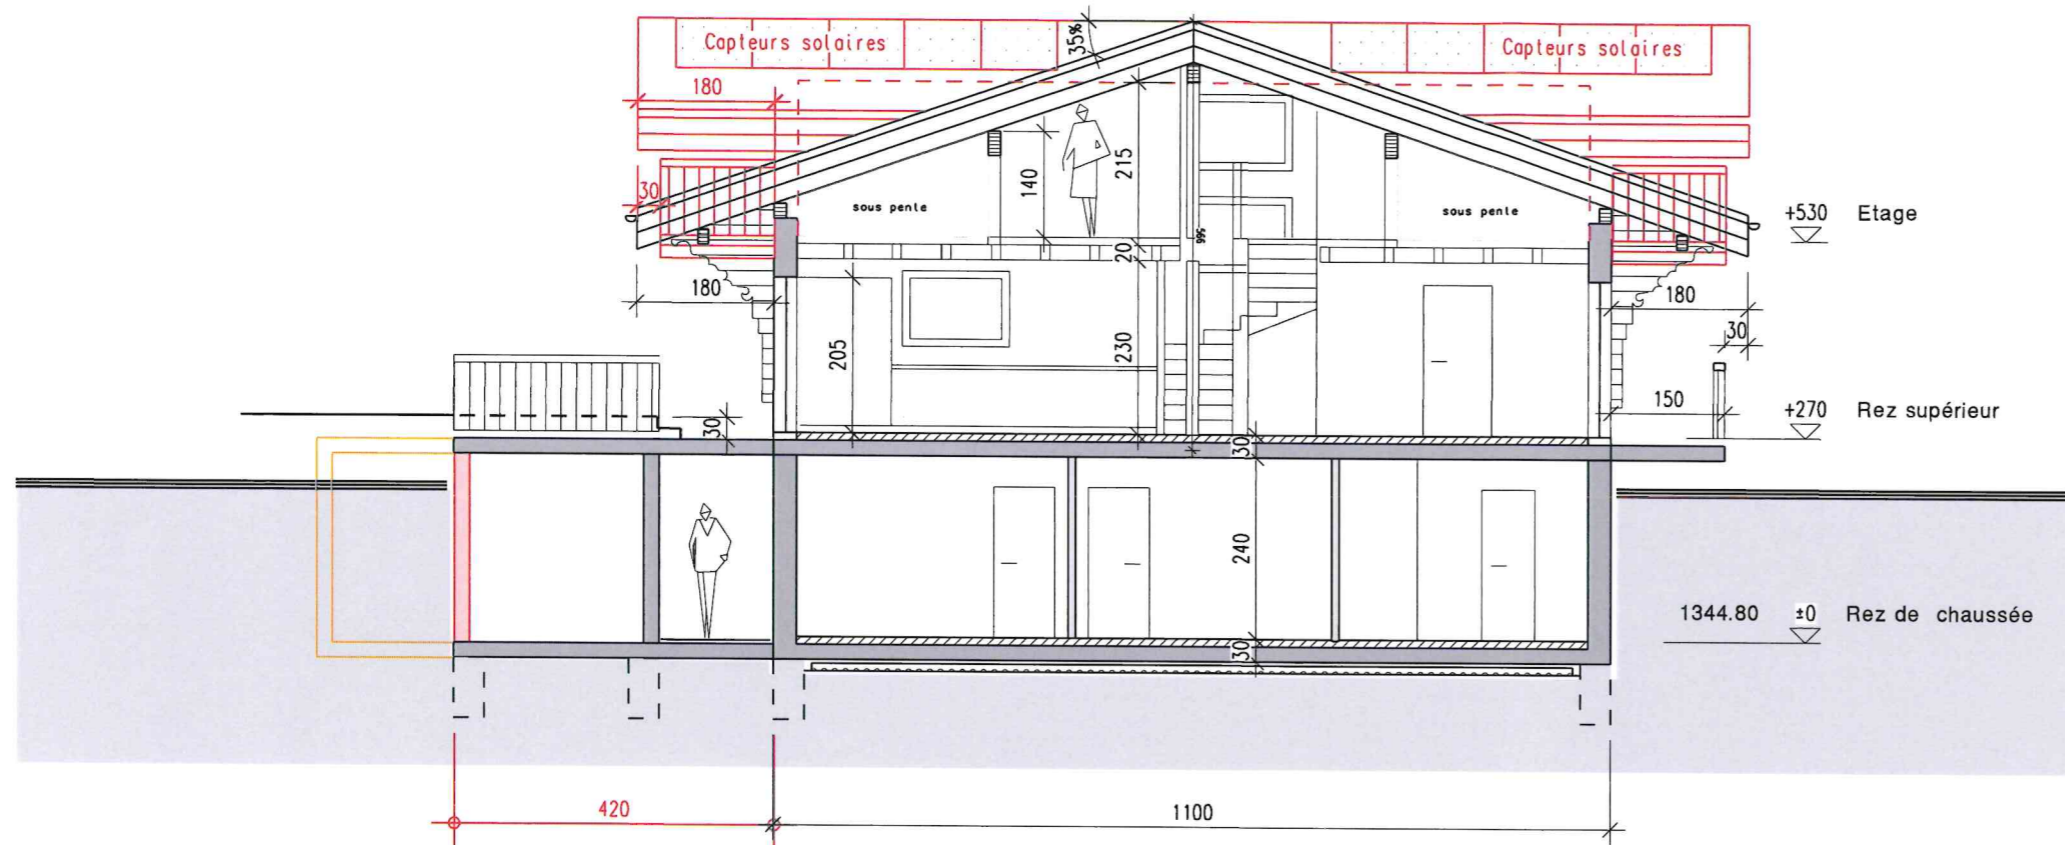 Capteurs solaires
35%
Capteurs solaires
180
30
140
215
sous pente
sous pente
+530 Etage
20
566
180
180
205
230
30
30
150
+270 Rez supérieur
30
240
1344.80 ±0 Rez de chaussée
30
420
1100